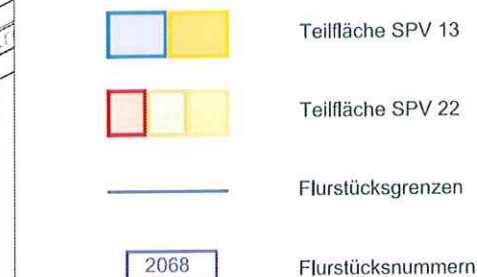 Teilfläche SPV 13
Teilfläche SPV 22
Flurstücksgrenzen
2068 Flurstücksnummern